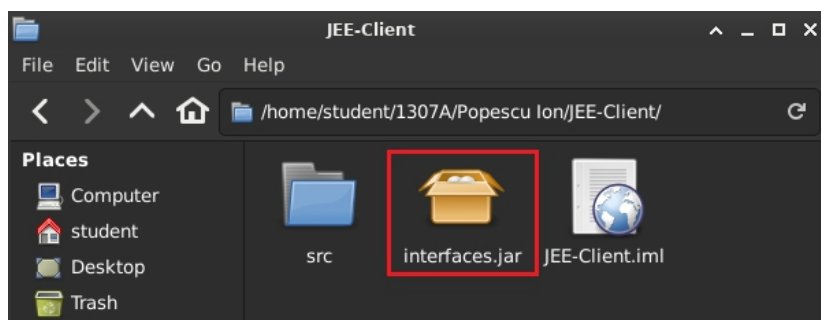 JEE-Client
File Edit View Go Help
/home/student/1307A/Popescu Ion/JEE-Client/
Places
Computer
student
Desktop
Trash
src
interfaces.jar
JEE-Client.iml